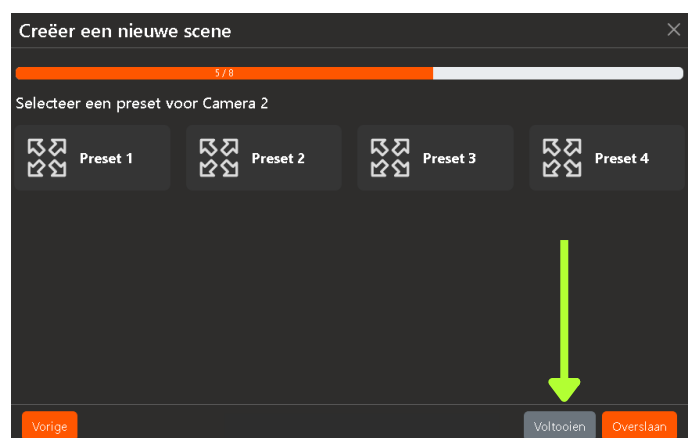 Creëer een nieuwe scene
5 / 8
Selecteer een preset voor Camera 2
Preset 1
Preset 2
Preset 3
Preset 4
Vorige
Voltooien
Overslaan